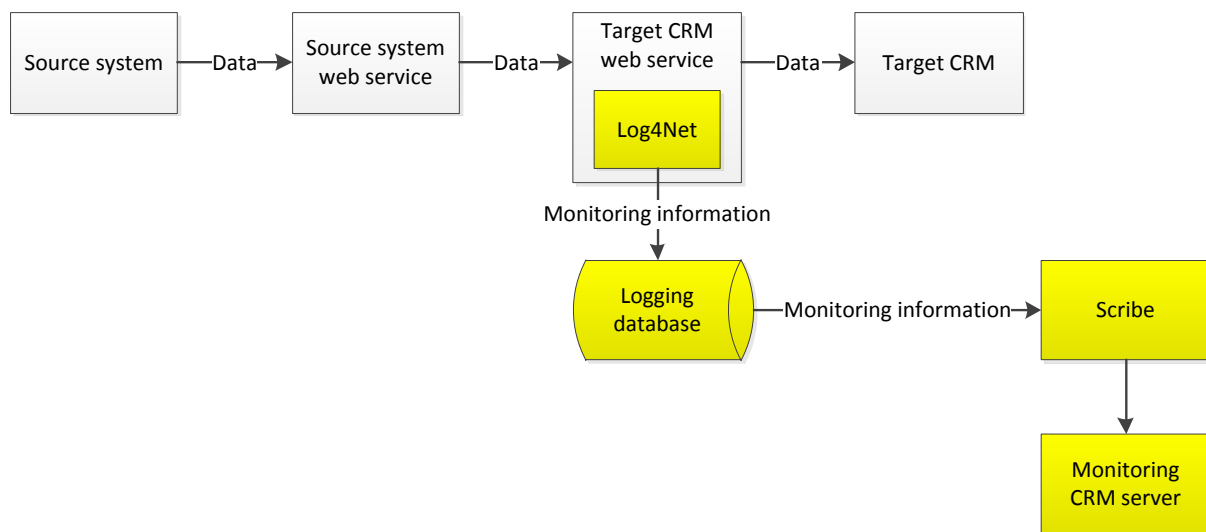 Source system
Data
Source system
web service
Data
Target CRM
web service
Data
Target CRM
Log4Net
Monitoring information
Logging
database
Monitoring information
Scribe
Monitoring
CRM server